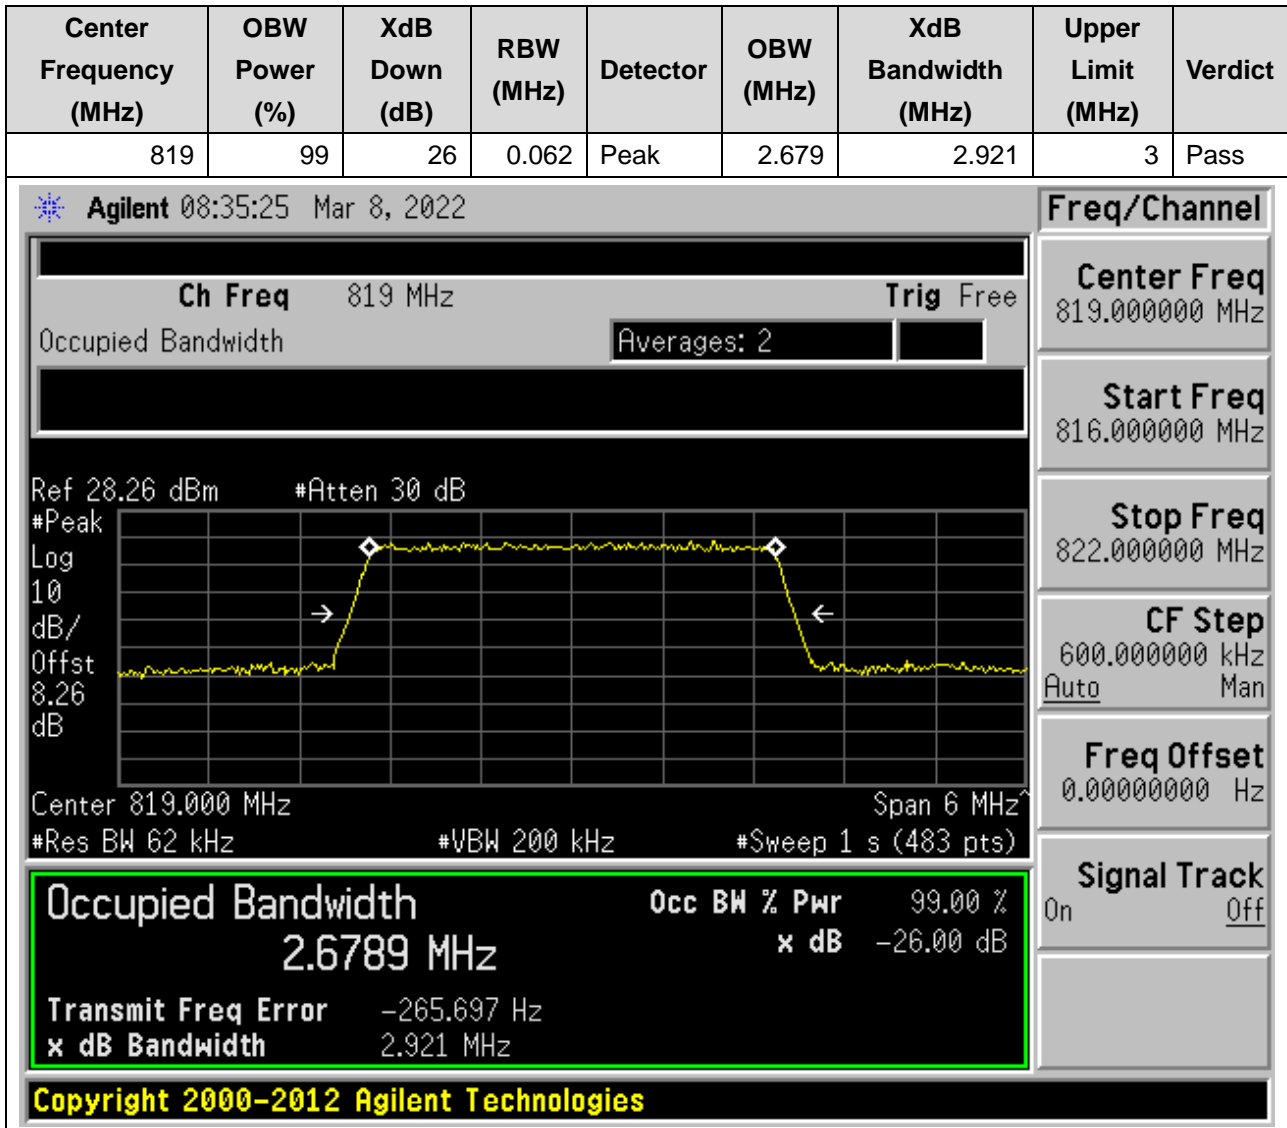 Center Frequency (MHz) OBW Power (%) XdB Down (dB) RBW (MHz) Detector OBW (MHz) XdB Bandwidth (MHz) Upper Limit (MHz) Verdict
819 99 26 0.062 Peak 2.679 2.921 3 Pass
Agilent 08:35:25 Mar 8, 2022
Freq/Channel
Ch Freq 819 MHz Trig Free
Occupied Bandwidth Averages: 2
Ref 28.26 dBm #Atten 30 dB
#Peak
Log
10
dB/
Offst
8.26
dB
Center 819.000 MHz Span 6 MHz^
#Res BW 62 kHz #VBW 200 kHz #Sweep 1 s (483 pts)
Occupied Bandwidth Occ BW % Pwr 99.00 %
2.6789 MHz x dB -26.00 dB
Transmit Freq Error -265.697 Hz
x dB Bandwidth 2.921 MHz
Center Freq
819.000000 MHz
Start Freq
816.000000 MHz
Stop Freq
822.000000 MHz
CF Step
600.000000 kHz
Auto Man
Freq Offset
0.00000000 Hz
Signal Track
On Off
Copyright 2000-2012 Agilent Technologies